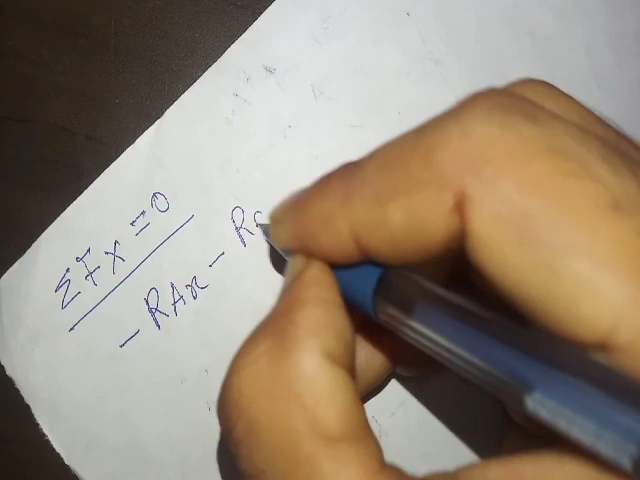 ΣFx = 0
- RAx - R